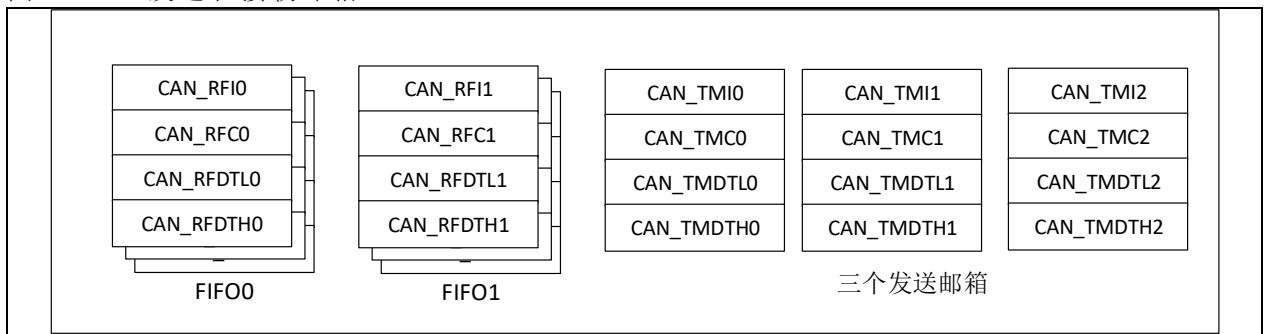 CAN_RFI0
CAN_RFC0
CAN_RFDTL0
CAN_RFDTH0
FIFO0
CAN_RFI1
CAN_RFC1
CAN_RFDTL1
CAN_RFDTH1
FIFO1
CAN_TMI0
CAN_TMC0
CAN_TMDTL0
CAN_TMDTH0
CAN_TMI1
CAN_TMC1
CAN_TMDTL1
CAN_TMDTH1
CAN_TMI2
CAN_TMC2
CAN_TMDTL2
CAN_TMDTH2
三个发送邮箱